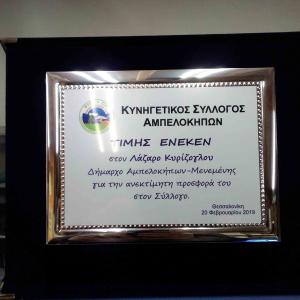 ΚΥΝΗΓΕΤΙΚΟΣ ΣΥΛΛΟΓΟΣ
ΑΜΠΕΛΟΚΗΠΩΝ
ΤΙΜΗΣ ΕΝΕΚΕΝ
στον Λάζαρο Κυρίζογλου
Δήμαρχο Αμπελοκήπων-Μενεμένης
για την ανεκτίμητη προσφορά του
στον Σύλλογο.
Θεσσαλονίκη
20 Φεβρουαρίου 2019